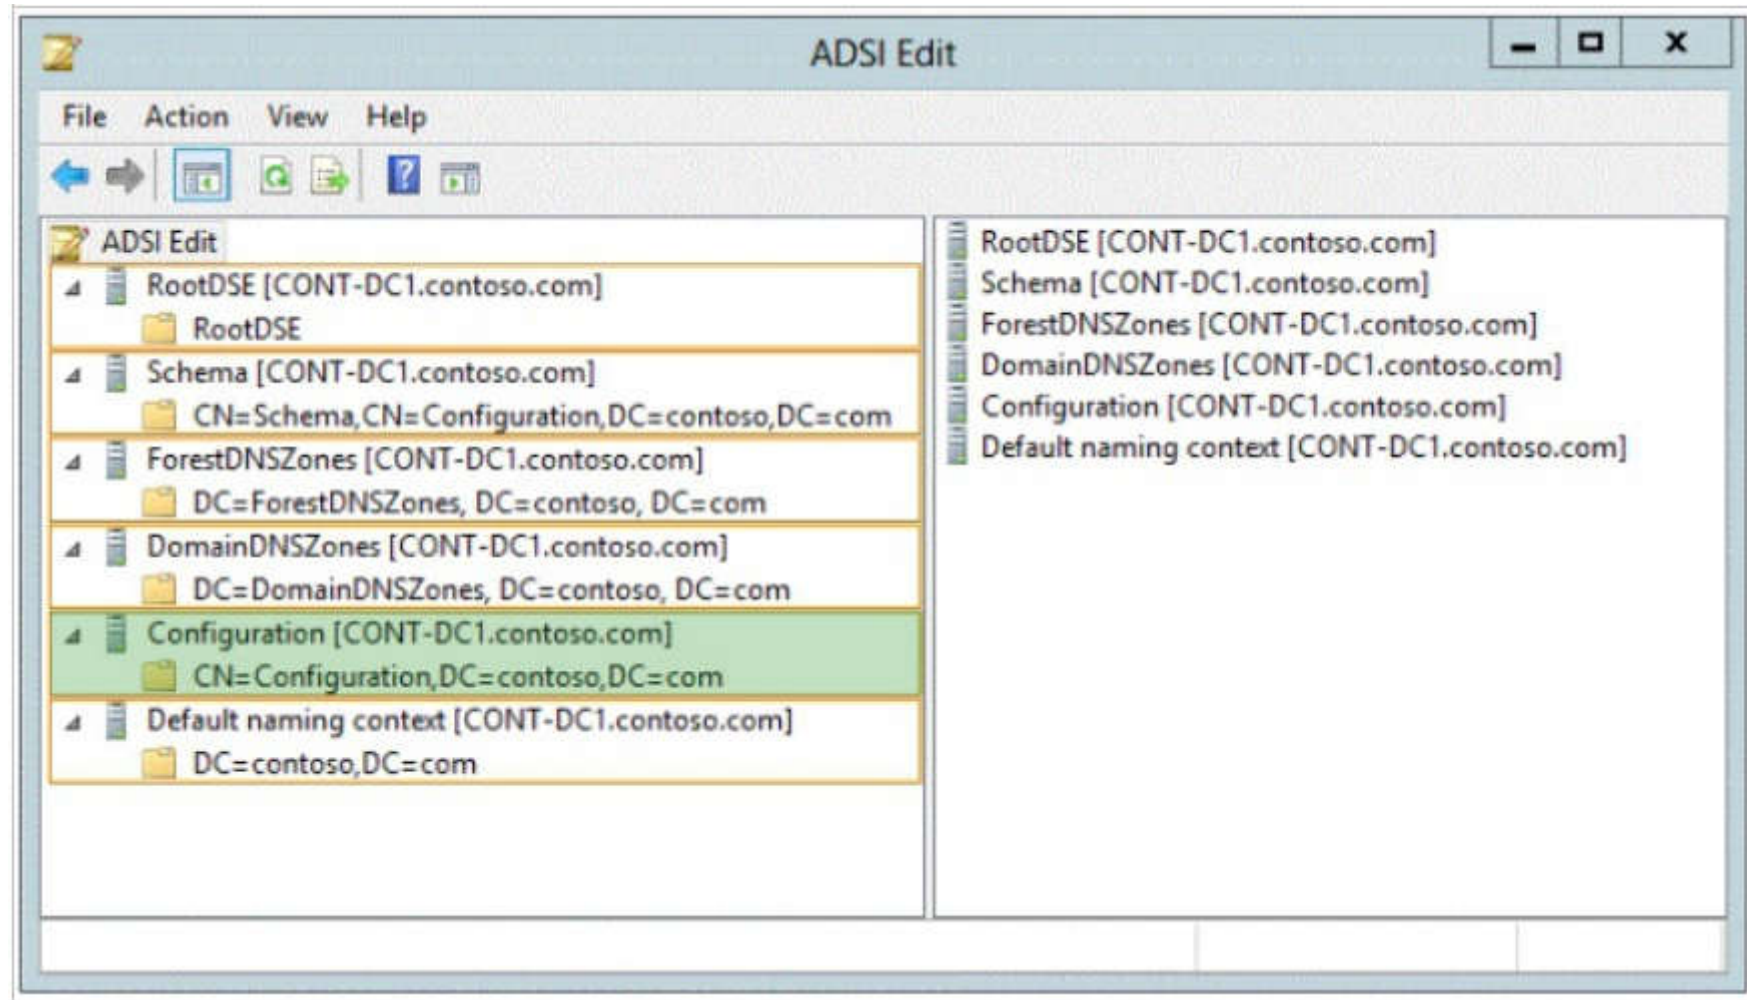 ADSI Edit
File Action View Help
ADSI Edit
RootDSE [CONT-DC1.contoso.com]
RootDSE
Schema [CONT-DC1.contoso.com]
CN=Schema,CN=Configuration,DC=contoso,DC=com
ForestDNSZones [CONT-DC1.contoso.com]
DC=ForestDNSZones, DC=contoso, DC=com
DomainDNSZones [CONT-DC1.contoso.com]
DC=DomainDNSZones, DC=contoso, DC=com
Configuration [CONT-DC1.contoso.com]
CN=Configuration,DC=contoso,DC=com
Default naming context [CONT-DC1.contoso.com]
DC=contoso,DC=com
RootDSE [CONT-DC1.contoso.com]
Schema [CONT-DC1.contoso.com]
ForestDNSZones [CONT-DC1.contoso.com]
DomainDNSZones [CONT-DC1.contoso.com]
Configuration [CONT-DC1.contoso.com]
Default naming context [CONT-DC1.contoso.com]